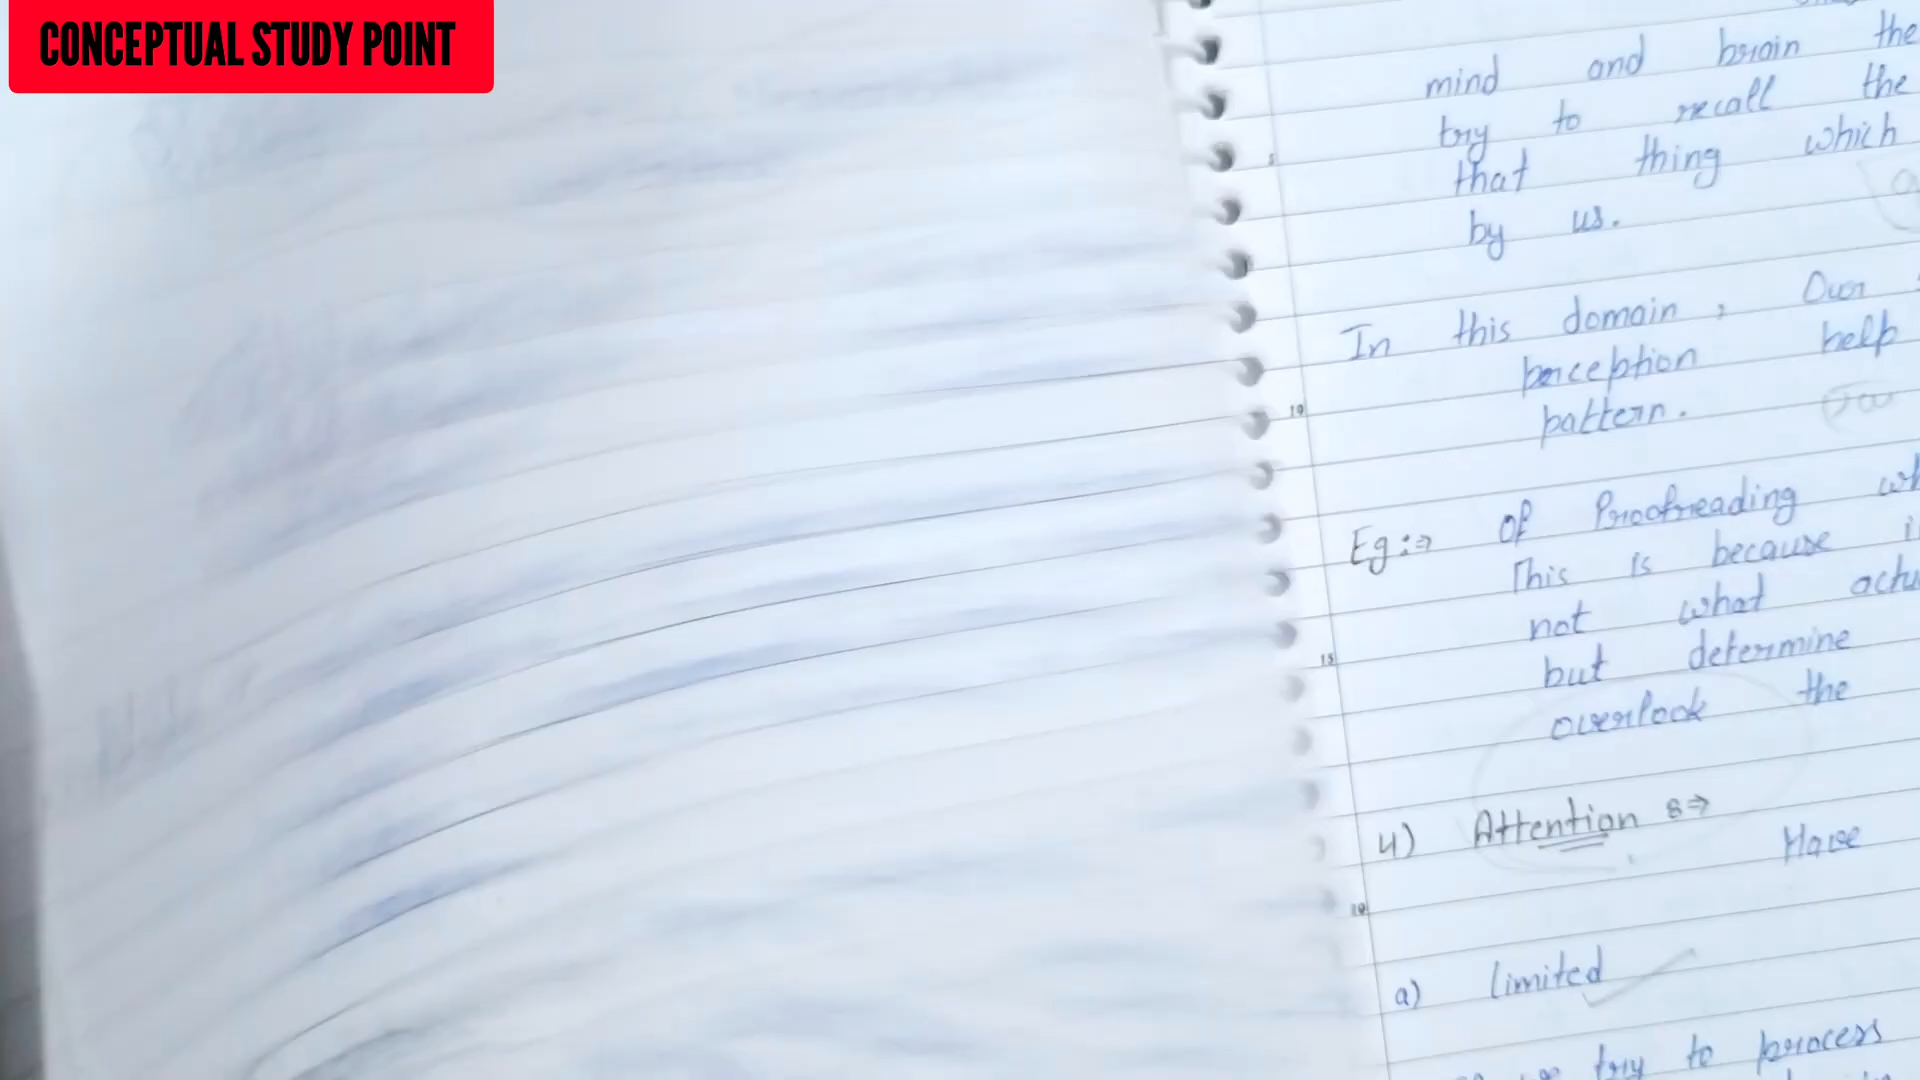 CONCEPTUAL STUDY POINT
mind and brain the
try to recall the
that thing which
by us.
In this domain, Our
perception help
pattern.
Eg:⇒ Of Proofreading wh
This is because i
not what actu
but determine
overlook the
4) Attention :⇒
Have
a) limited
try to process